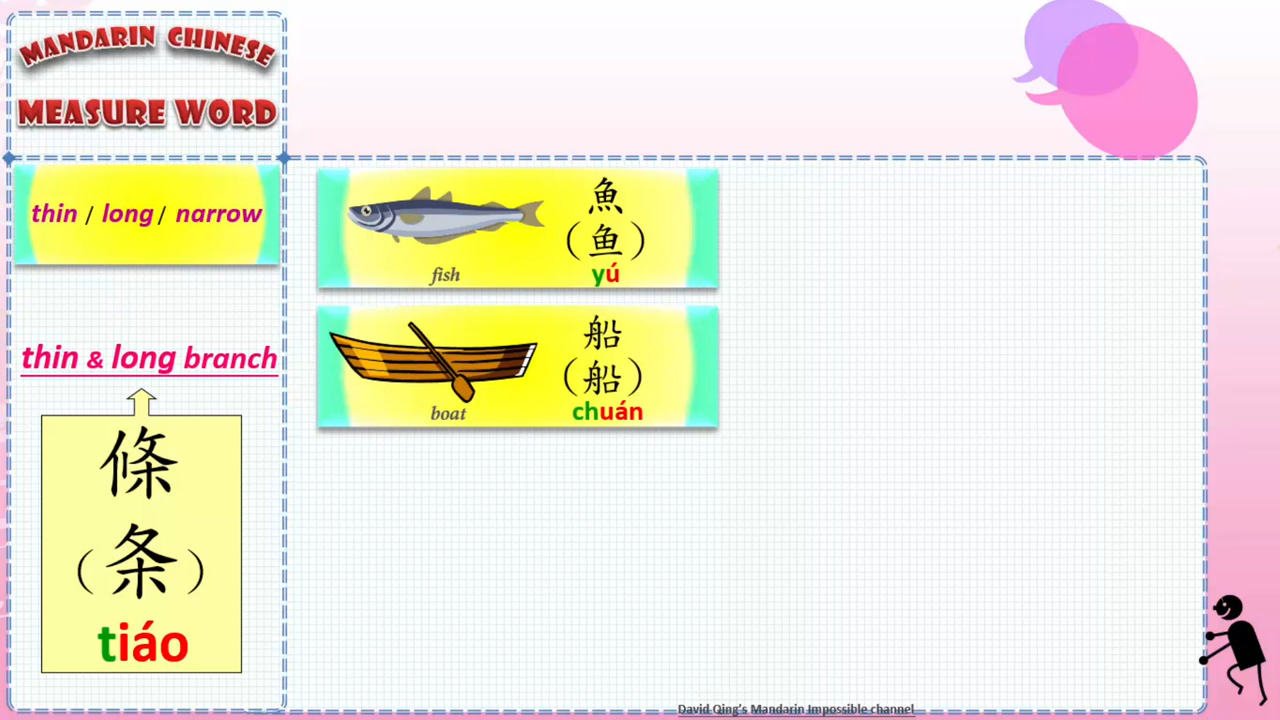 MANDARIN CHINESE
MEASURE WORD
thin / long / narrow
thin & long branch
條
（条）
tiáo
魚
（鱼）
yú
fish
船
（船）
chuán
boat
David Qing's Mandarin Impossible channel